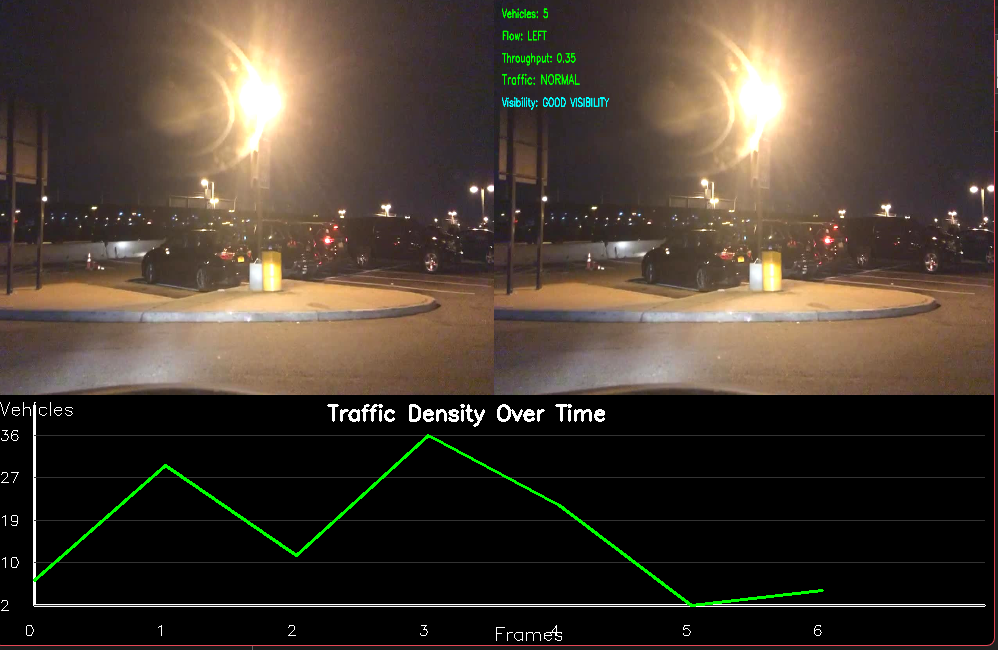 Vehicles: 5
Flow: LEFT
Throughput: 0.35
Traffic: NORMAL
Visibility: GOOD VISIBILITY
Vehicles
Traffic Density Over Time
36
27
19
10
2
0 1 2 3 4 5 6
Frames